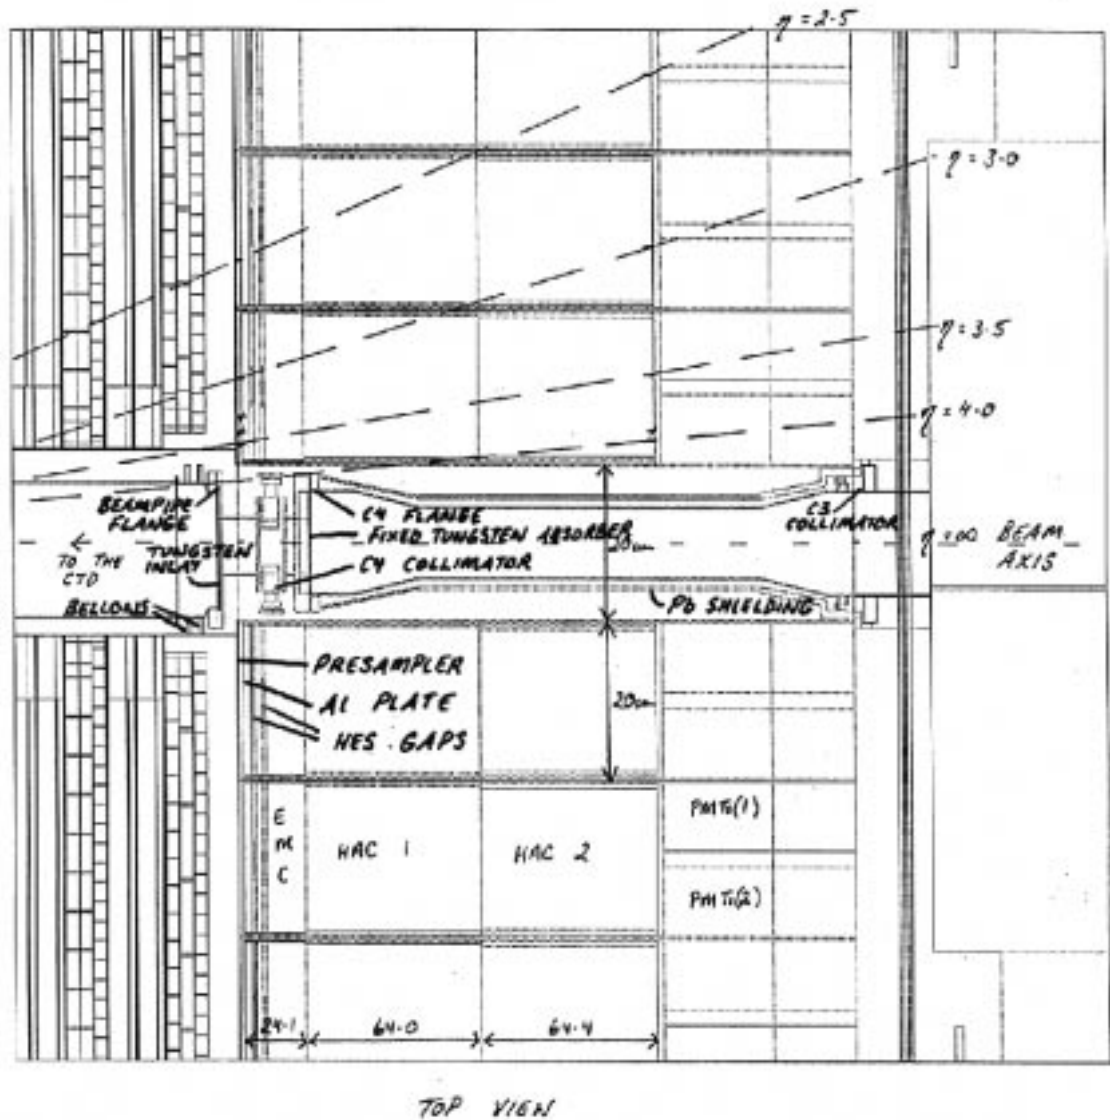 η = 2.5
η = 3.0
η = 3.5
η = 4.0
BEAMPIPE
FLANGE
C4 FLANGE
FIXED TUNGSTEN ABSORBER
C3
COLLIMATOR
20cm
η = ∞ BEAM
AXIS
←
TO THE
CTD
TUNGSTEN
INLAY
C4 COLLIMATOR
BELLOWS
Pb SHIELDING
PRESAMPLER
Al PLATE
HES GAPS
20cm
EMC
HAC 1
HAC 2
PMTs(1)
PMTs(2)
24.1
64.0
64.4
TOP VIEW